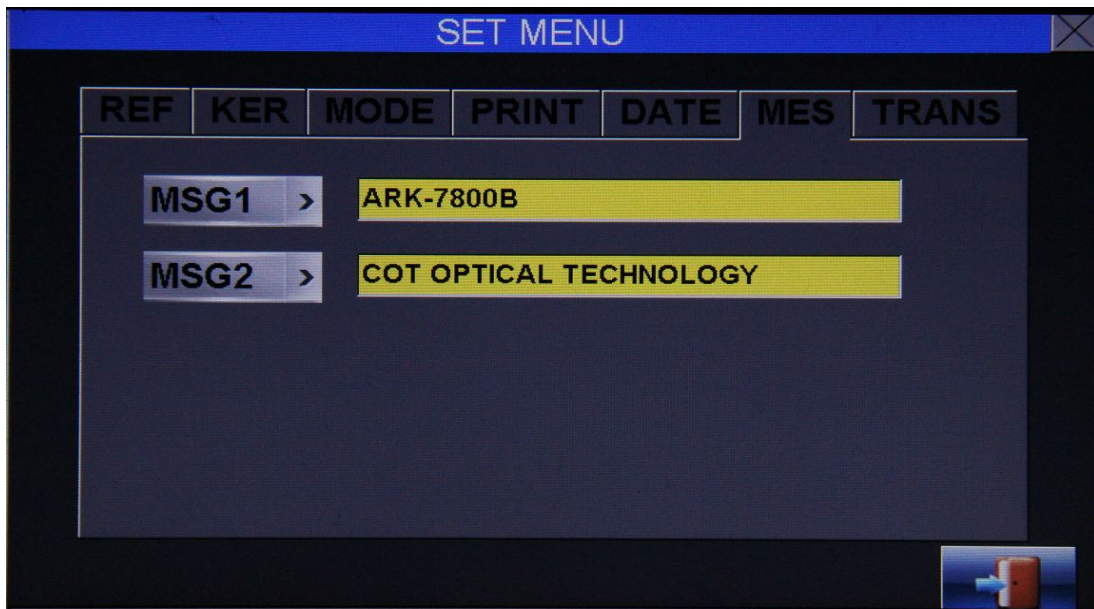 SET MENU
REF KER MODE PRINT DATE MES TRANS
MSG1 > ARK-7800B
MSG2 > COT OPTICAL TECHNOLOGY